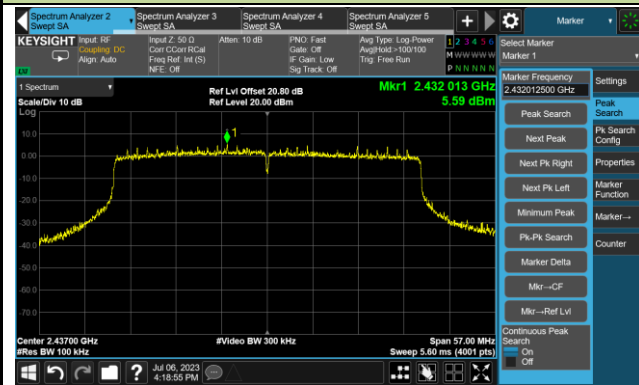 Spectrum Analyzer 2
Swept SA
Spectrum Analyzer 3
Swept SA
Spectrum Analyzer 4
Swept SA
Spectrum Analyzer 5
Swept SA
+
Marker
KEYSIGHT
Input: RF
Coupling: DC
Align: Auto
Input Z: 50 Ω
Corr CCorr RCal
Freq Ref: Int (S)
NFE: Off
Atten: 10 dB
PNO: Fast
Gate: Off
IF Gain: Low
Sig Track: Off
Avg Type: Log-Power
Avg|Hold:>100/100
Trig: Free Run
1 2 3 4 5 6
M W W W W W
P N N N N N
LVI
Select Marker
Marker 1
1 Spectrum
Scale/Div 10 dB
Log
Ref Lvl Offset 20.80 dB
Ref Level 20.00 dBm
Mkr1 2.432 013 GHz
5.59 dBm
1
10.0
0.00
-10.0
-20.0
-30.0
-40.0
-50.0
-60.0
-70.0
Center 2.43700 GHz
#Res BW 100 kHz
#Video BW 300 kHz
Span 57.00 MHz
Sweep 5.60 ms (4001 pts)
Marker Frequency
2.432012500 GHz
Peak Search
Next Peak
Next Pk Right
Next Pk Left
Minimum Peak
Pk-Pk Search
Marker Delta
Mkr→CF
Mkr→Ref Lvl
Continuous Peak
Search
On
Off
Settings
Peak
Search
Pk Search
Config
Properties
Marker
Function
Marker→
Counter
?
Jul 06, 2023
4:18:55 PM